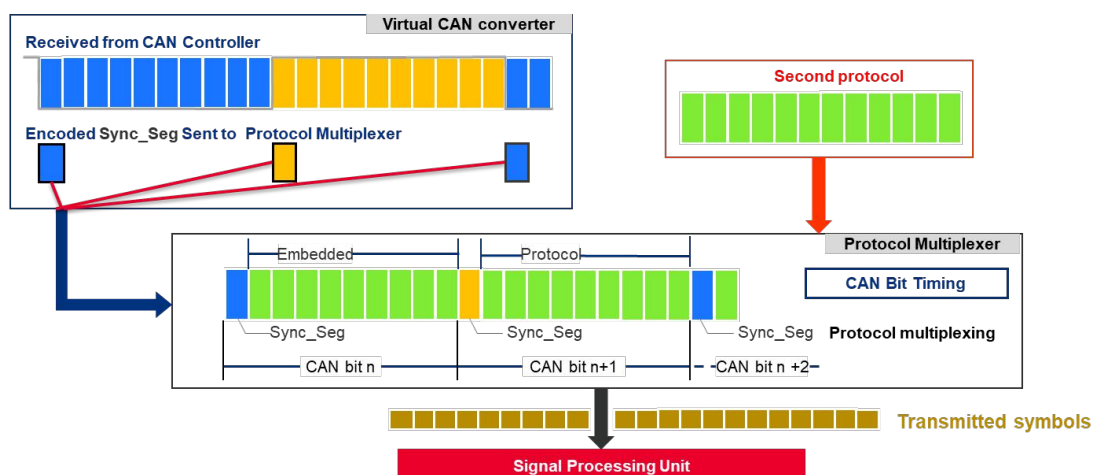 Virtual CAN converter
Received from CAN Controller
Encoded Sync_Seg Sent to Protocol Multiplexer
Second protocol
Protocol Multiplexer
Embedded
Protocol
CAN Bit Timing
Sync_Seg
Sync_Seg
Sync_Seg
Protocol multiplexing
CAN bit n
CAN bit n+1
CAN bit n +2
Transmitted symbols
Signal Processing Unit